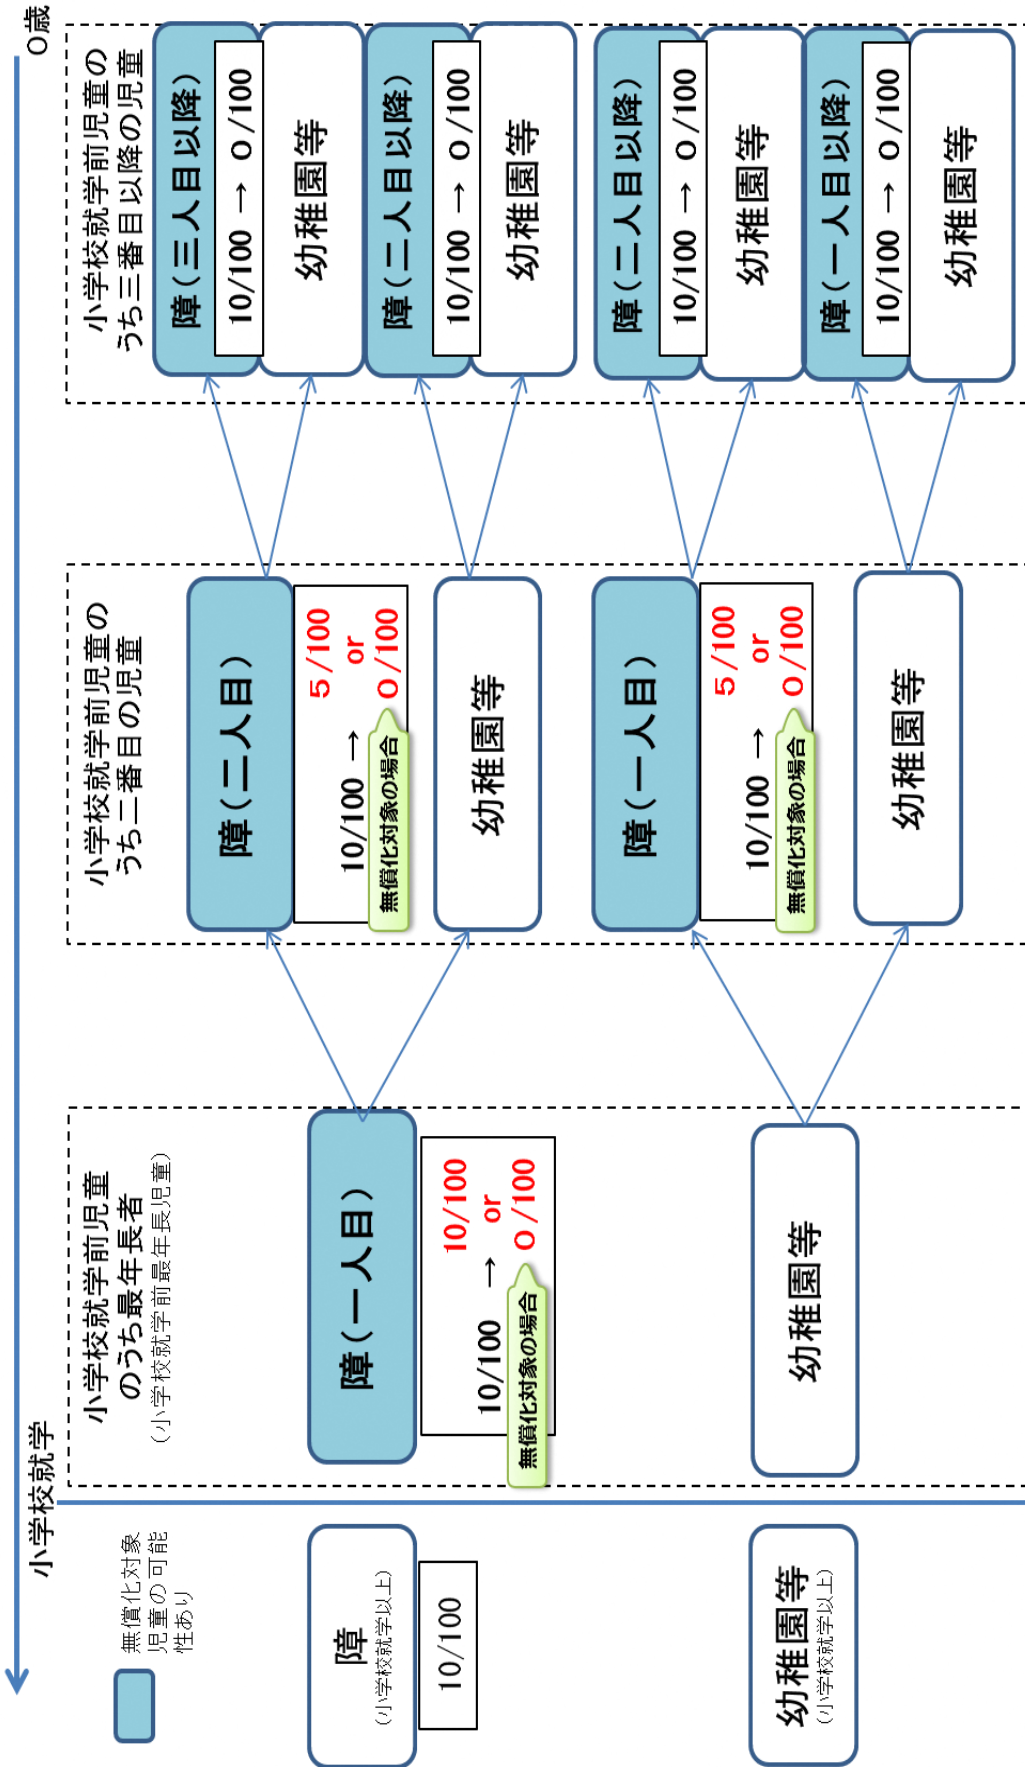 小学校就学
０歳
無償化対象
児童の可能
性あり
小学校就学前児童
のうち最年長者
（小学校就学前最年長児童）
小学校就学前児童の
うち二番目の児童
小学校就学前児童の
うち三番目以降の児童
障
（小学校就学以上）
10/100
幼稚園等
（小学校就学以上）
障（一人目）
10/100 →
10/100
or
０/100
無償化対象の場合
幼稚園等
障（二人目）
10/100 →
５/100
or
０/100
無償化対象の場合
幼稚園等
障（一人目）
10/100 →
５/100
or
０/100
無償化対象の場合
幼稚園等
障（三人目以降）
10/100 → ０/100
幼稚園等
障（二人目以降）
10/100 → ０/100
幼稚園等
障（二人目以降）
10/100 → ０/100
幼稚園等
障（一人目以降）
10/100 → ０/100
幼稚園等